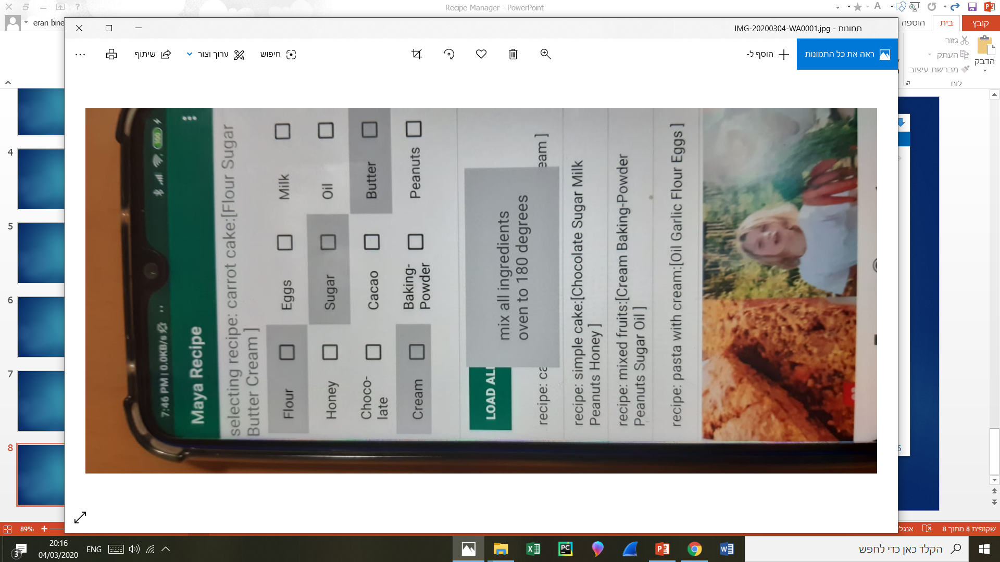 Recipe Manager - PowerPoint
eran bine
קובץ
בית
הוספה
גזור
העתק
מברשת עיצוב
הדבק
לוח
תמונות - IMG-20200304-WA0001.jpg
ראה את כל התמונות
הוסף ל-
חיפוש
ערוך וצור
שיתוף
7:46 PM | 0.0KB/s
100
Maya Recipe
selecting recipe: carrot cake:[Flour Sugar
Butter Cream ]
Flour
Eggs
Milk
Honey
Sugar
Oil
Choco-
late
Cacao
Butter
Cream
Baking-
Powder
Peanuts
LOAD AL
mix all ingredients
oven to 180 degrees
recipe: ca
eam ]
recipe: simple cake:[Chocolate Sugar Milk
Peanuts Honey ]
recipe: mixed fruits:[Cream Baking-Powder
Peanuts Sugar Oil ]
recipe: pasta with cream:[Oil Garlic Flour Eggs ]
4
5
6
7
8
6
שקופית 8 מתוך 8
אנגל
89%
הקלד כאן כדי לחפש
ENG
20:16
04/03/2020
3